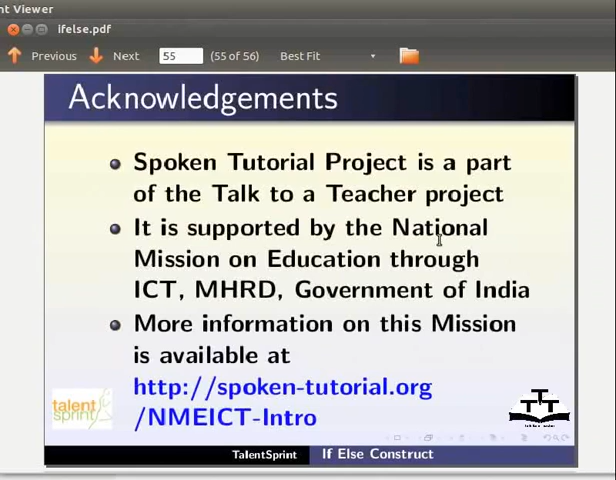 nt Viewer
ifelse.pdf
Previous Next 55 (55 of 56) Best Fit
Acknowledgements
Spoken Tutorial Project is a part
of the Talk to a Teacher project
It is supported by the National
Mission on Education through
ICT, MHRD, Government of India
More information on this Mission
is available at
http://spoken-tutorial.org
/NMEICT-Intro
talent
sprint
TTT
TalentSprint If Else Construct